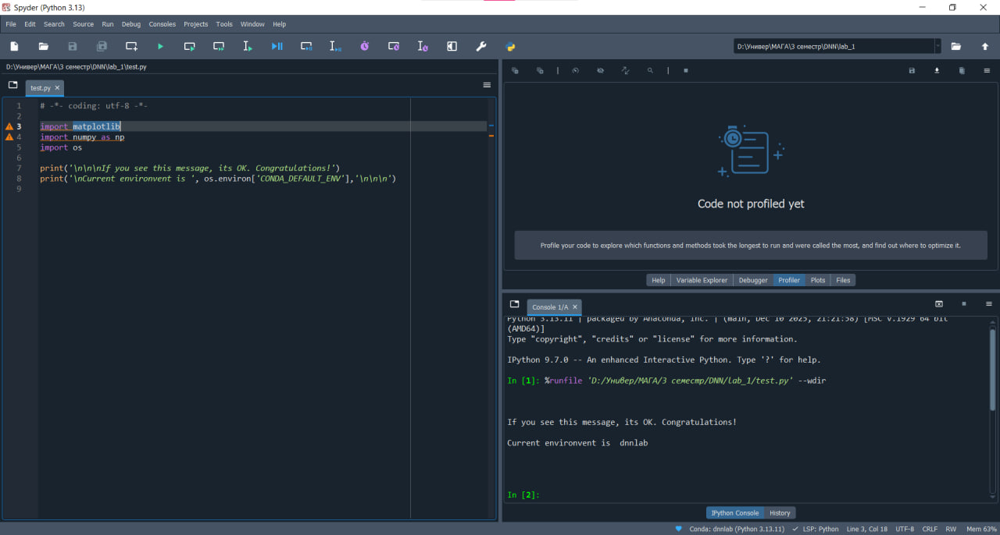 Spyder (Python 3.13)
File Edit Search Source Run Debug Consoles Projects Tools Window Help
D:\Универ\МАГА\3 семестр\DNN\lab_1
D:\Универ\МАГА\3 семестр\DNN\lab_1\test.py
test.py
1 # -*- coding: utf-8 -*-
2
3 import matplotlib
4 import numpy as np
5 import os
6
7 print('\n\n\nIf you see this message, its OK. Congratulations!')
8 print('\nCurrent environvent is ', os.environ['CONDA_DEFAULT_ENV'],'\n\n\n')
9
Code not profiled yet
Profile your code to explore which functions and methods took the longest to run and were called the most, and find out where to optimize it.
Help Variable Explorer Debugger Profiler Plots Files
Console 1/A
Python 3.13.11 | packaged by Anaconda, Inc. | (main, Dec 10 2025, 21:21:58) [MSC v.1929 64 bit
(AMD64)]
Type "copyright", "credits" or "license" for more information.
IPython 9.7.0 -- An enhanced Interactive Python. Type '?' for help.
In [1]: %runfile 'D:/Универ/МАГА/3 семестр/DNN/lab_1/test.py' --wdir
If you see this message, its OK. Congratulations!
Current environvent is  dnnlab
In [2]:
IPython Console History
Conda: dnnlab (Python 3.13.11) LSP: Python Line 3, Col 18 UTF-8 CRLF RW Mem 63%